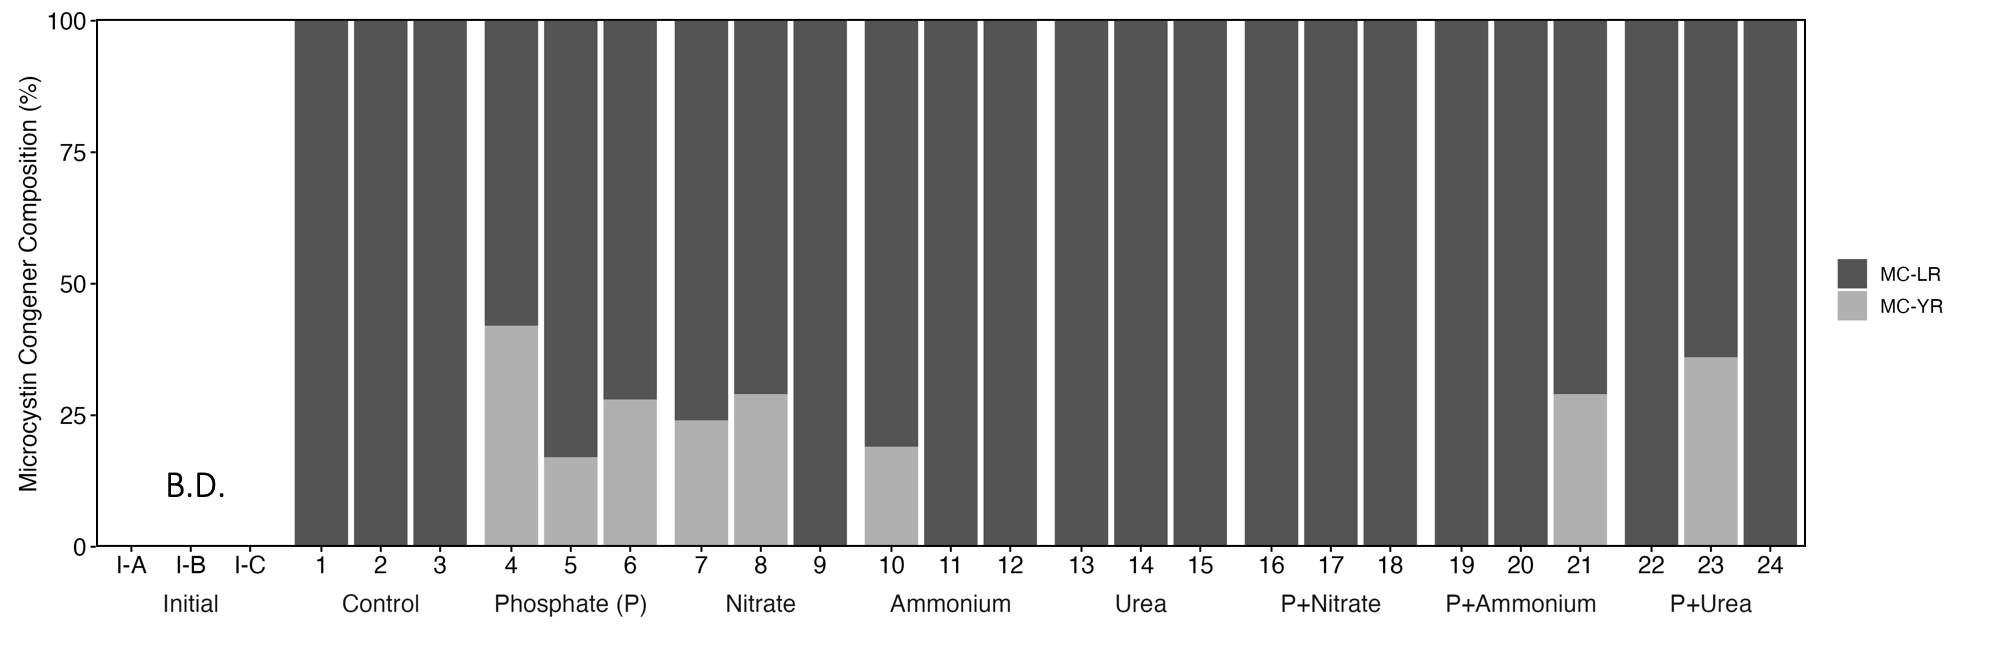 Microcystin Congener Composition (%)
100
75
50
25
0
B.D.
I-A I-B I-C 1 2 3 4 5 6 7 8 9 10 11 12 13 14 15 16 17 18 19 20 21 22 23 24
Initial Control Phosphate (P) Nitrate Ammonium Urea P+Nitrate P+Ammonium P+Urea
MC-LR
MC-YR